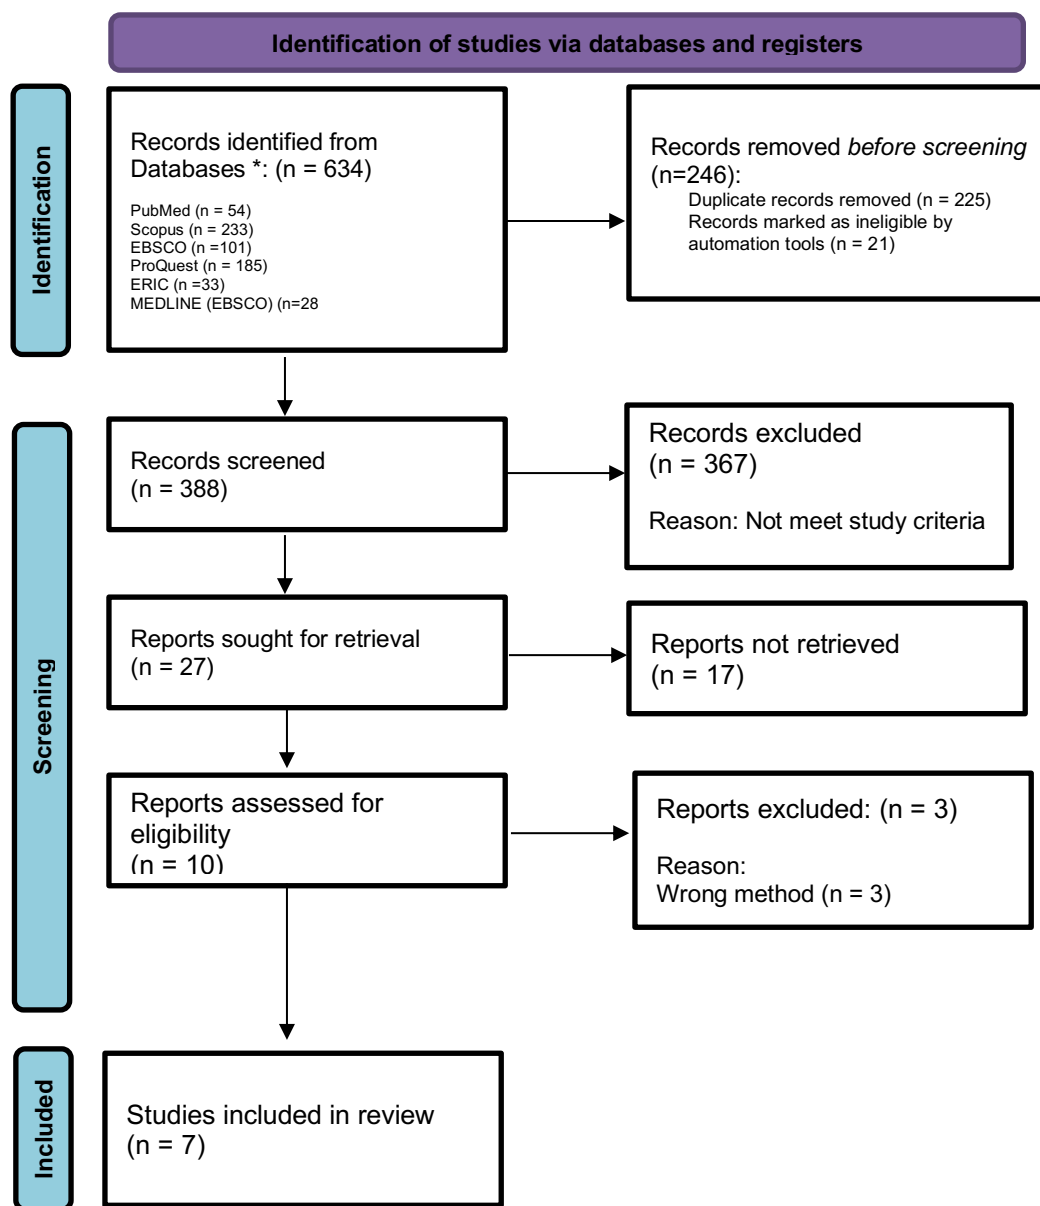 Identification of studies via databases and registers
Identification
Records identified from
Databases *: (n = 634)
PubMed (n = 54)
Scopus (n = 233)
EBSCO (n =101)
ProQuest (n = 185)
ERIC (n =33)
MEDLINE (EBSCO) (n=28
Records removed before screening
(n=246):
Duplicate records removed (n = 225)
Records marked as ineligible by
automation tools (n = 21)
Screening
Records screened
(n = 388)
Records excluded
(n = 367)
Reason: Not meet study criteria
Reports sought for retrieval
(n = 27)
Reports not retrieved
(n = 17)
Reports assessed for
eligibility
(n = 10)
Reports excluded: (n = 3)
Reason:
Wrong method (n = 3)
Included
Studies included in review
(n = 7)